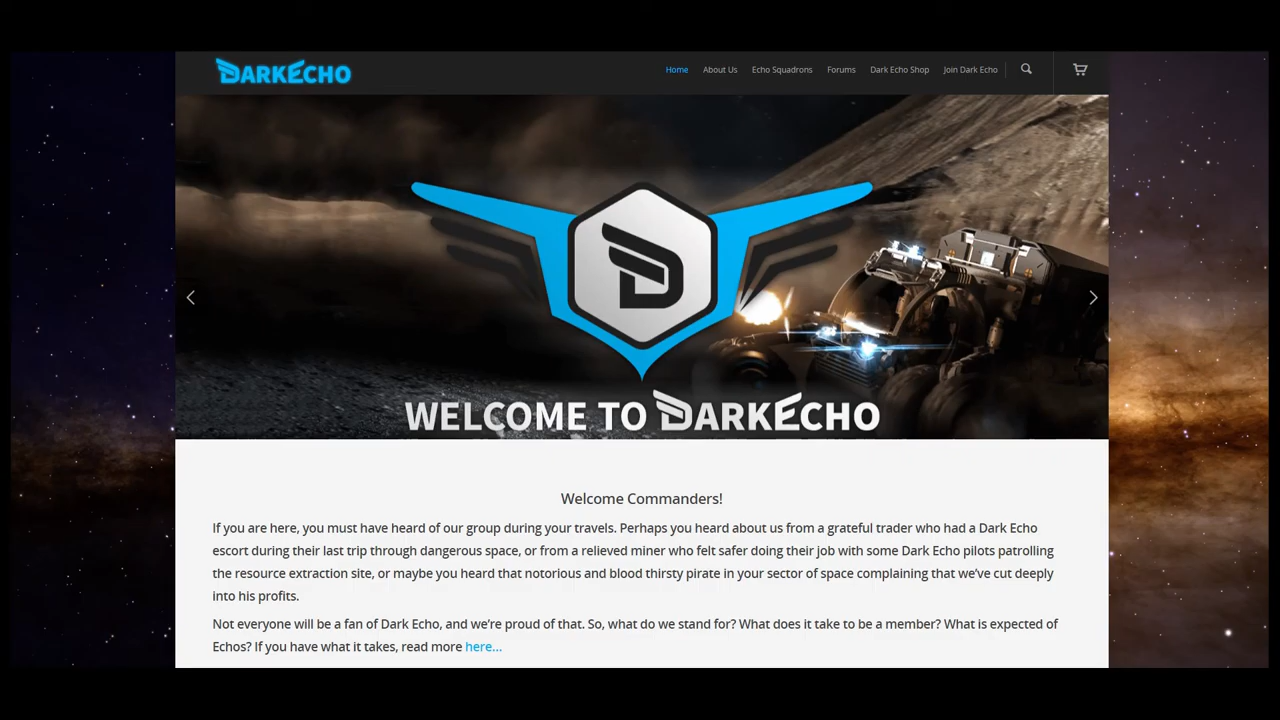 DARKECHO
Home About Us Echo Squadrons Forums Dark Echo Shop Join Dark Echo
D
WELCOME TO DARKECHO
Welcome Commanders!
If you are here, you must have heard of our group during your travels. Perhaps you heard about us from a grateful trader who had a Dark Echo
escort during their last trip through dangerous space, or from a relieved miner who felt safer doing their job with some Dark Echo pilots patrolling
the resource extraction site, or maybe you heard that notorious and blood thirsty pirate in your sector of space complaining that we’ve cut deeply
into his profits.
Not everyone will be a fan of Dark Echo, and we’re proud of that. So, what do we stand for? What does it take to be a member? What is expected of
Echos? If you have what it takes, read more here...